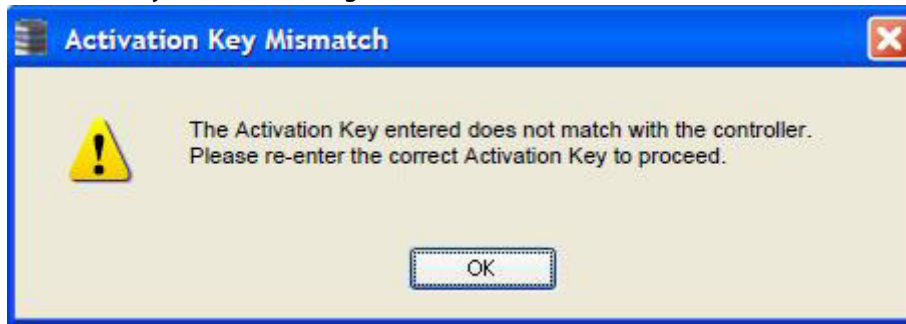 Activation Key Mismatch
The Activation Key entered does not match with the controller.
Please re-enter the correct Activation Key to proceed.
OK